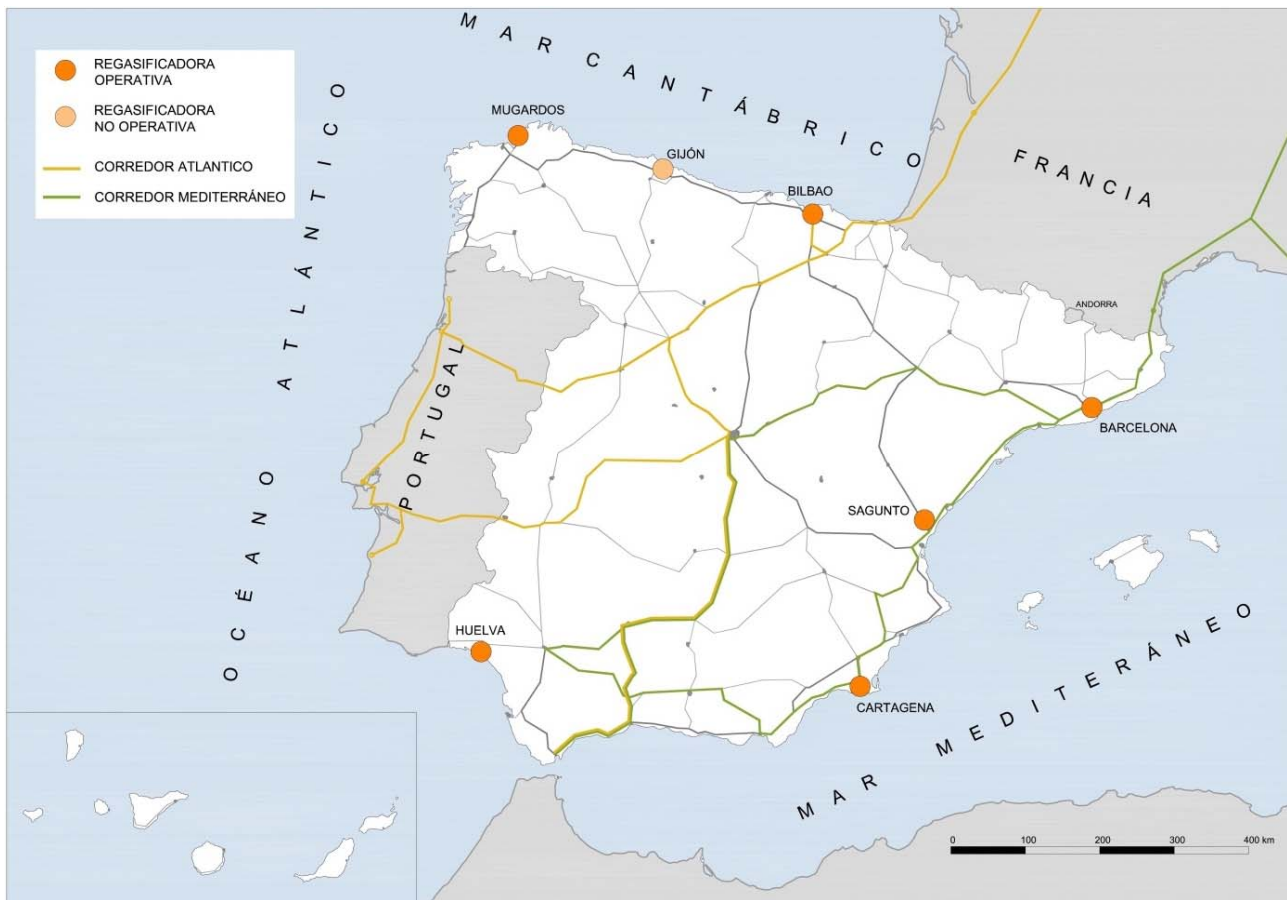 REGASIFICADORA
OPERATIVA
REGASIFICADORA
NO OPERATIVA
CORREDOR ATLANTICO
CORREDOR MEDITERRÁNEO
MAR CANTÁBRICO
OCÉANO ATLÁNTICO
FRANCIA
PORTUGAL
ANDORRA
MUGARDOS
GIJÓN
BILBAO
BARCELONA
SAGUNTO
HUELVA
CARTAGENA
MAR MEDITERÁNEO
0 100 200 300 400 km